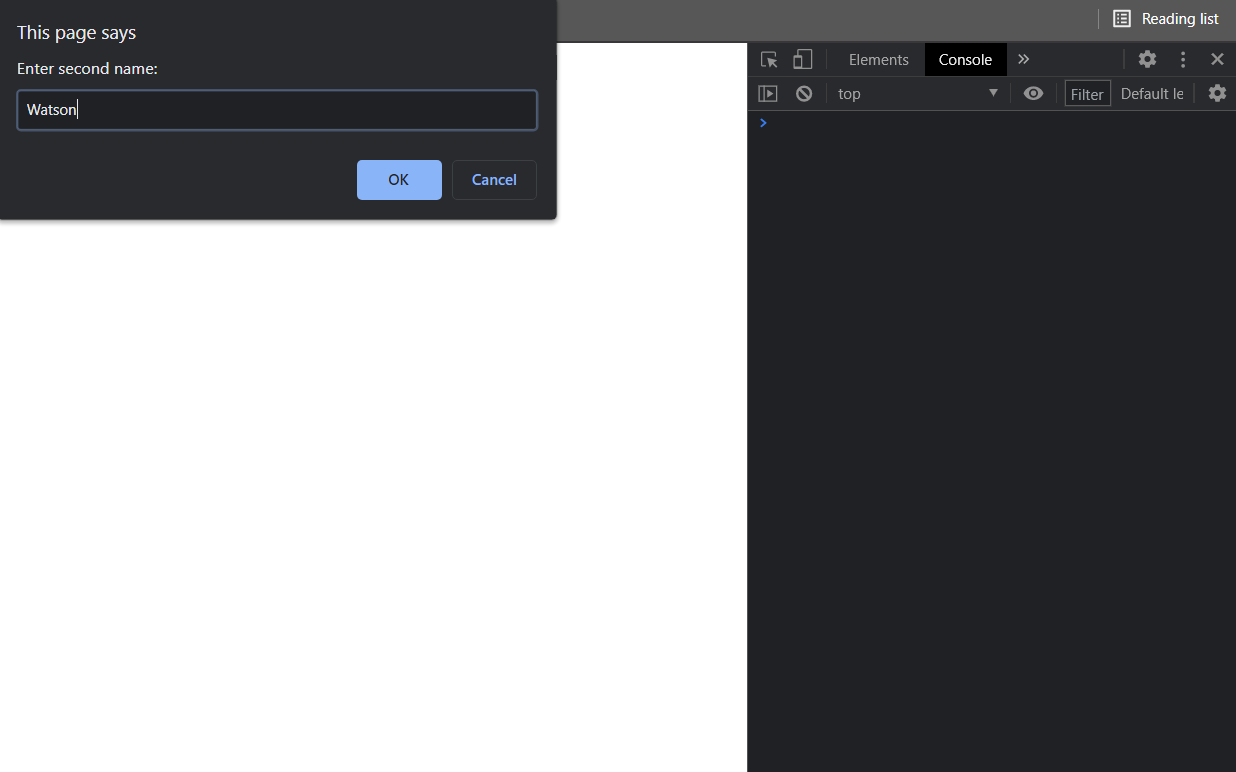 This page says
Enter second name:
Watson
OK Cancel
Reading list
Elements Console
top Filter Default le